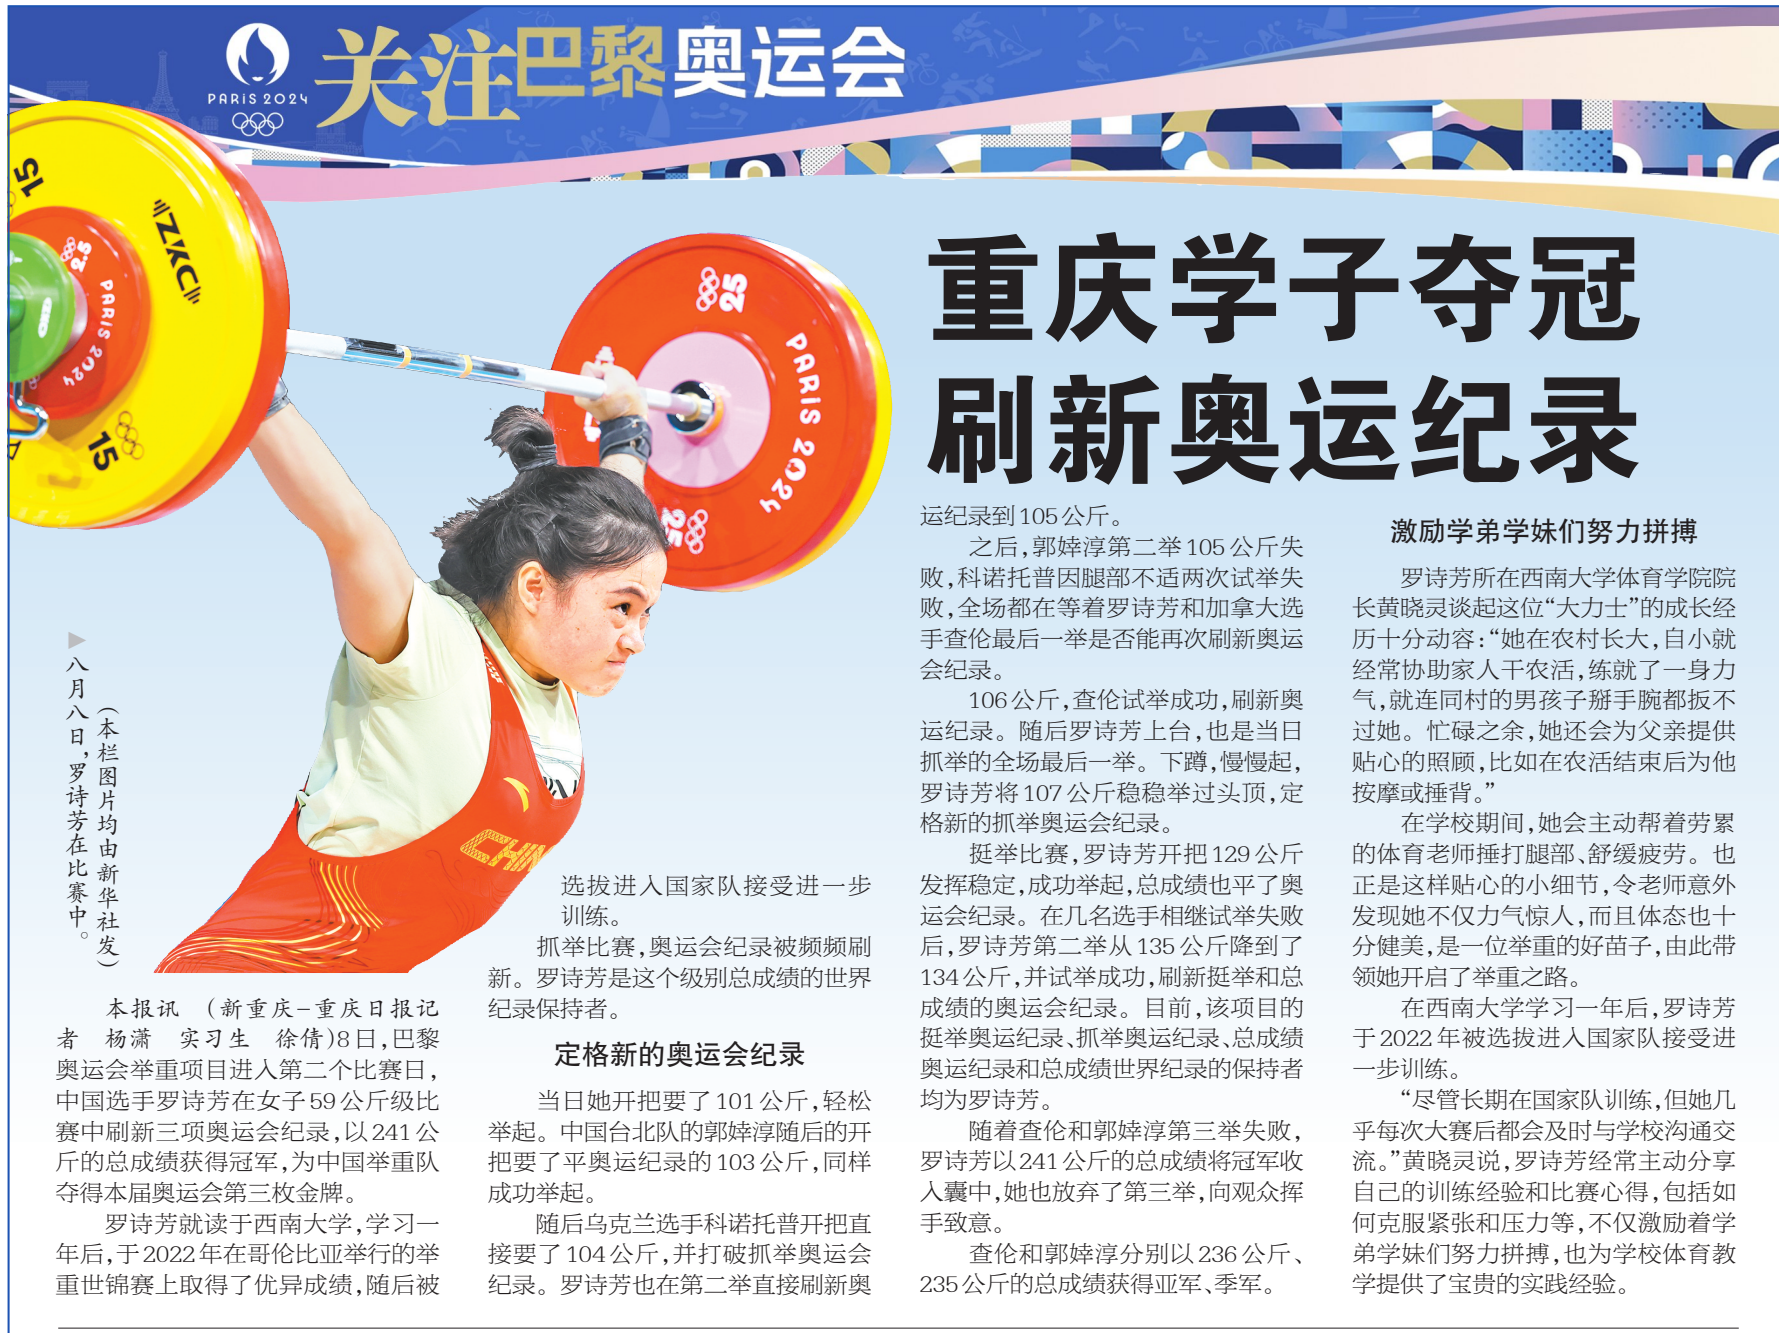 PARIS 2024
关注巴黎奥运会
15
2.5
PARIS 2024
15
ZKC
25
PARIS 2024
25
CHIN
重庆学子夺冠
刷新奥运纪录
▶八月八日，罗诗芳在比赛中。
（本栏图片均由新华社发）
本报讯 （新重庆-重庆日报记
者 杨潇 实习生 徐倩)8日，巴黎
奥运会举重项目进入第二个比赛日，
中国选手罗诗芳在女子59公斤级比
赛中刷新三项奥运会纪录，以241公
斤的总成绩获得冠军，为中国举重队
夺得本届奥运会第三枚金牌。
罗诗芳就读于西南大学，学习一
年后，于2022年在哥伦比亚举行的举
重世锦赛上取得了优异成绩，随后被
选拔进入国家队接受进一步
训练。
抓举比赛，奥运会纪录被频频刷
新。罗诗芳是这个级别总成绩的世界
纪录保持者。
定格新的奥运会纪录
当日她开把要了101公斤，轻松
举起。中国台北队的郭婞淳随后的开
把要了平奥运纪录的103公斤，同样
成功举起。
随后乌克兰选手科诺托普开把直
接要了104公斤，并打破抓举奥运会
纪录。罗诗芳也在第二举直接刷新奥
运纪录到105公斤。
之后，郭婞淳第二举105公斤失
败，科诺托普因腿部不适两次试举失
败，全场都在等着罗诗芳和加拿大选
手查伦最后一举是否能再次刷新奥运
会纪录。
106公斤，查伦试举成功，刷新奥
运纪录。随后罗诗芳上台，也是当日
抓举的全场最后一举。下蹲，慢慢起，
罗诗芳将107公斤稳稳举过头顶，定
格新的抓举奥运会纪录。
挺举比赛，罗诗芳开把129公斤
发挥稳定，成功举起，总成绩也平了奥
运会纪录。在几名选手相继试举失败
后，罗诗芳第二举从135公斤降到了
134公斤，并试举成功，刷新挺举和总
成绩的奥运会纪录。目前，该项目的
挺举奥运纪录、抓举奥运纪录、总成绩
奥运纪录和总成绩世界纪录的保持者
均为罗诗芳。
随着查伦和郭婞淳第三举失败，
罗诗芳以241公斤的总成绩将冠军收
入囊中，她也放弃了第三举，向观众挥
手致意。
查伦和郭婞淳分别以236公斤、
235公斤的总成绩获得亚军、季军。
激励学弟学妹们努力拼搏
罗诗芳所在西南大学体育学院院
长黄晓灵谈起这位“大力士”的成长经
历十分动容：“她在农村长大，自小就
经常协助家人干农活，练就了一身力
气，就连同村的男孩子掰手腕都扳不
过她。忙碌之余，她还会为父亲提供
贴心的照顾，比如在农活结束后为他
按摩或捶背。”
在学校期间，她会主动帮着劳累
的体育老师捶打腿部、舒缓疲劳。也
正是这样贴心的小细节，令老师意外
发现她不仅力气惊人，而且体态也十
分健美，是一位举重的好苗子，由此带
领她开启了举重之路。
在西南大学学习一年后，罗诗芳
于2022年被选拔进入国家队接受进
一步训练。
“尽管长期在国家队训练，但她几
乎每次大赛后都会及时与学校沟通交
流。”黄晓灵说，罗诗芳经常主动分享
自己的训练经验和比赛心得，包括如
何克服紧张和压力等，不仅激励着学
弟学妹们努力拼搏，也为学校体育教
学提供了宝贵的实践经验。